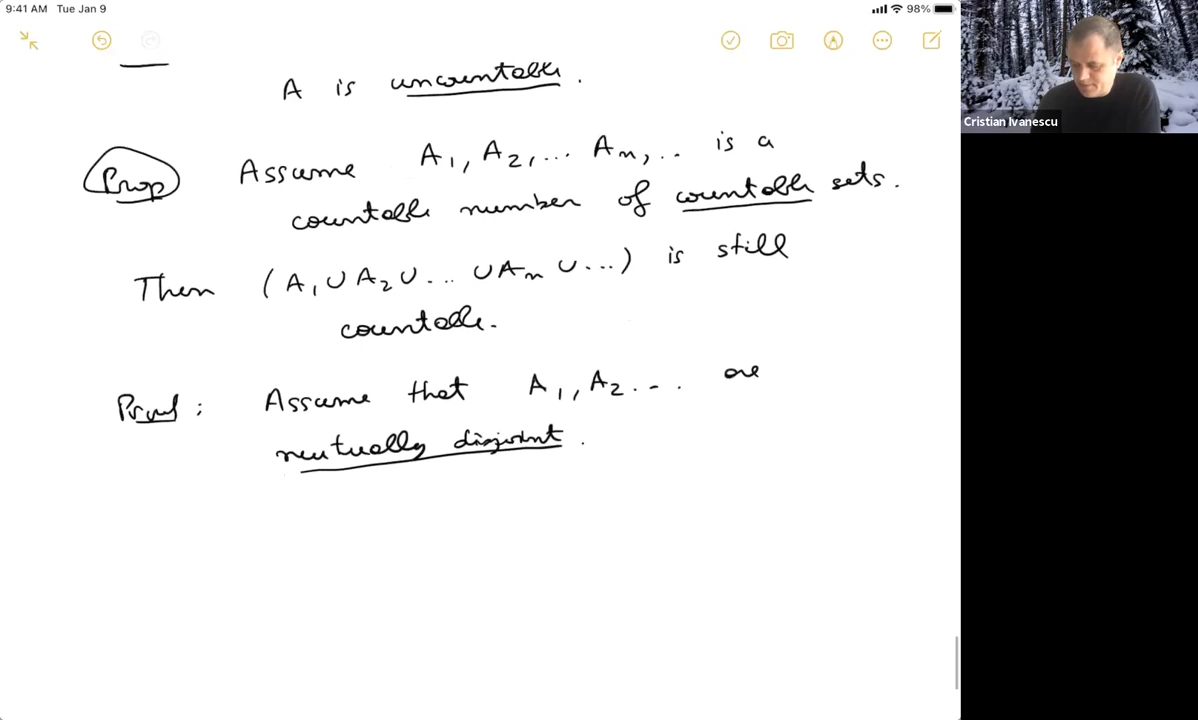 9:41 AM Tue Jan 9
98%
A is uncountable.
Cristian Ivanescu
Prop Assume A₁, A₂, ... Aₙ, .. is a
countable number of countable sets.
Then (A₁ ∪ A₂ ∪ ... ∪ Aₙ ∪ ...) is still
countable.
Proof : Assume that A₁, A₂ ... are
mutually disjoint.